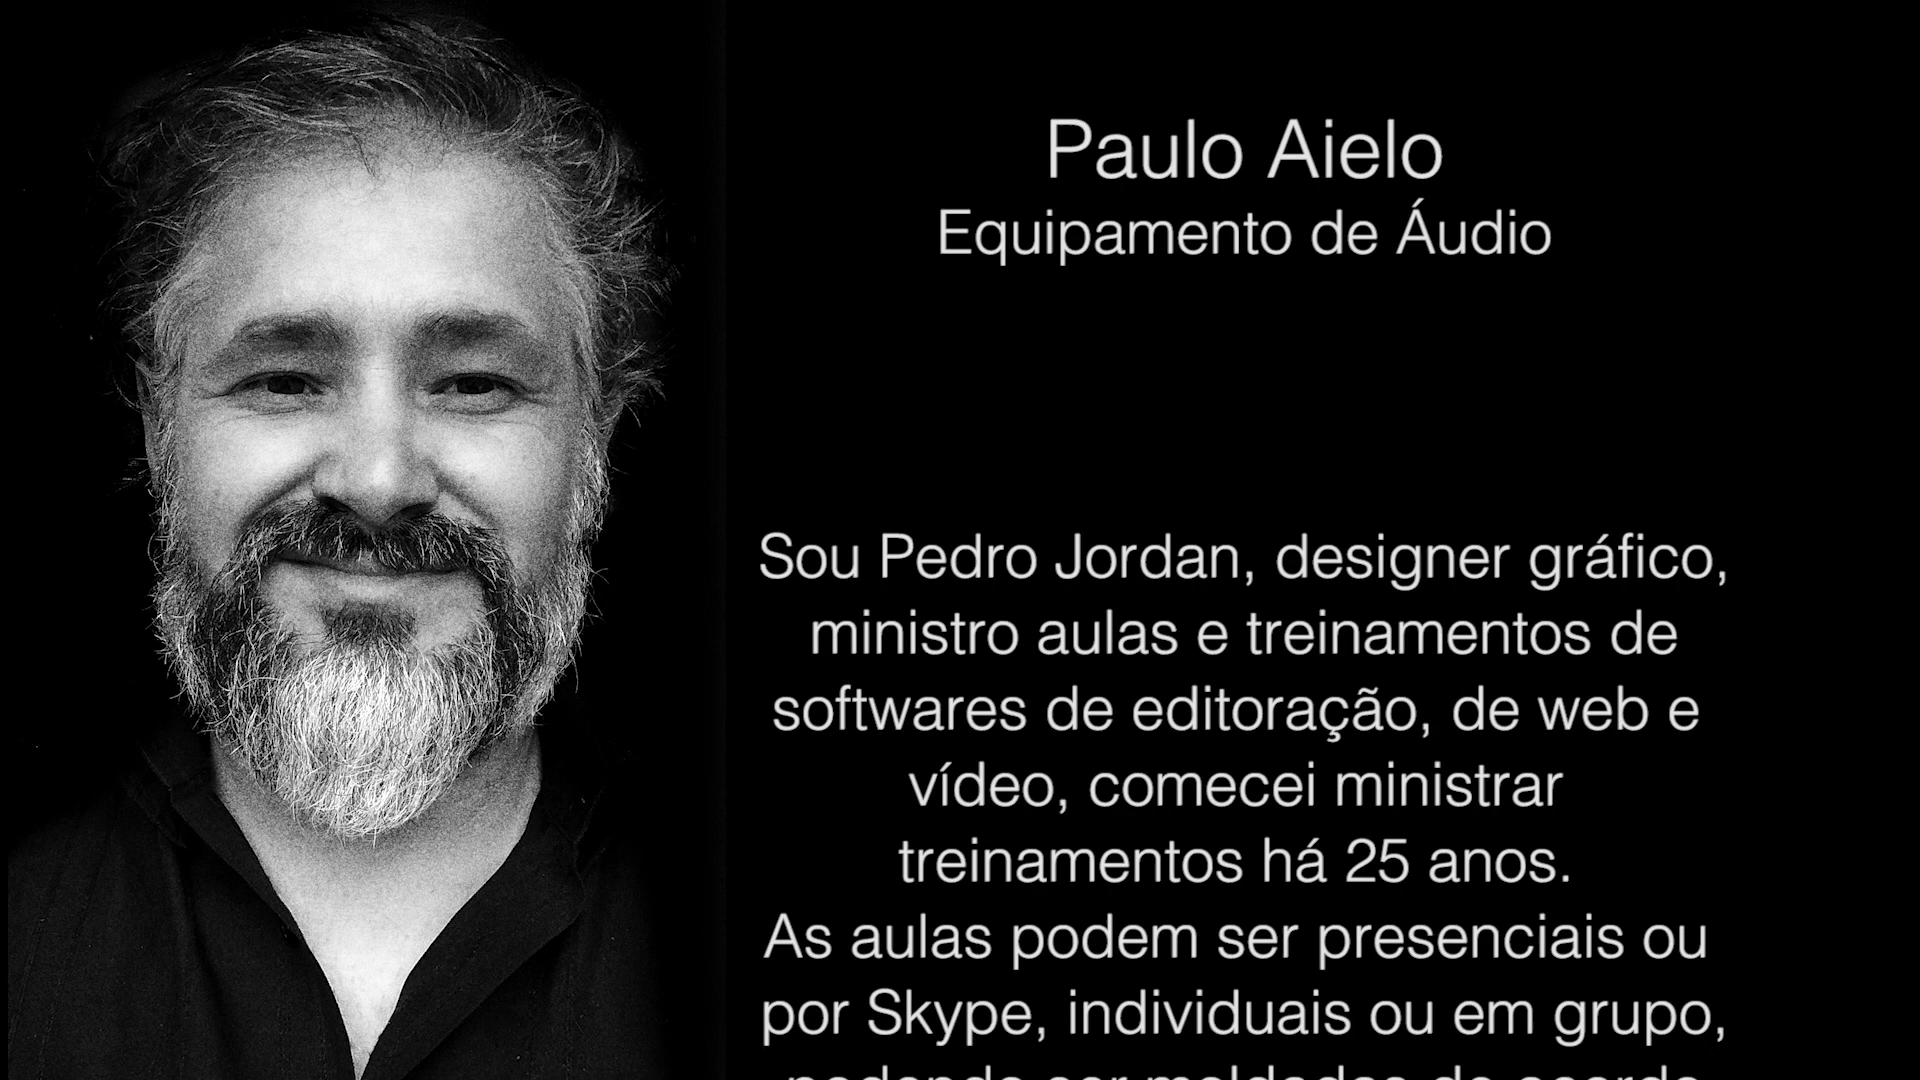 Paulo Aielo
Equipamento de Áudio
Sou Pedro Jordan, designer gráfico,
ministro aulas e treinamentos de
softwares de editoração, de web e
vídeo, comecei ministrar
treinamentos há 25 anos.
As aulas podem ser presenciais ou
por Skype, individuais ou em grupo,